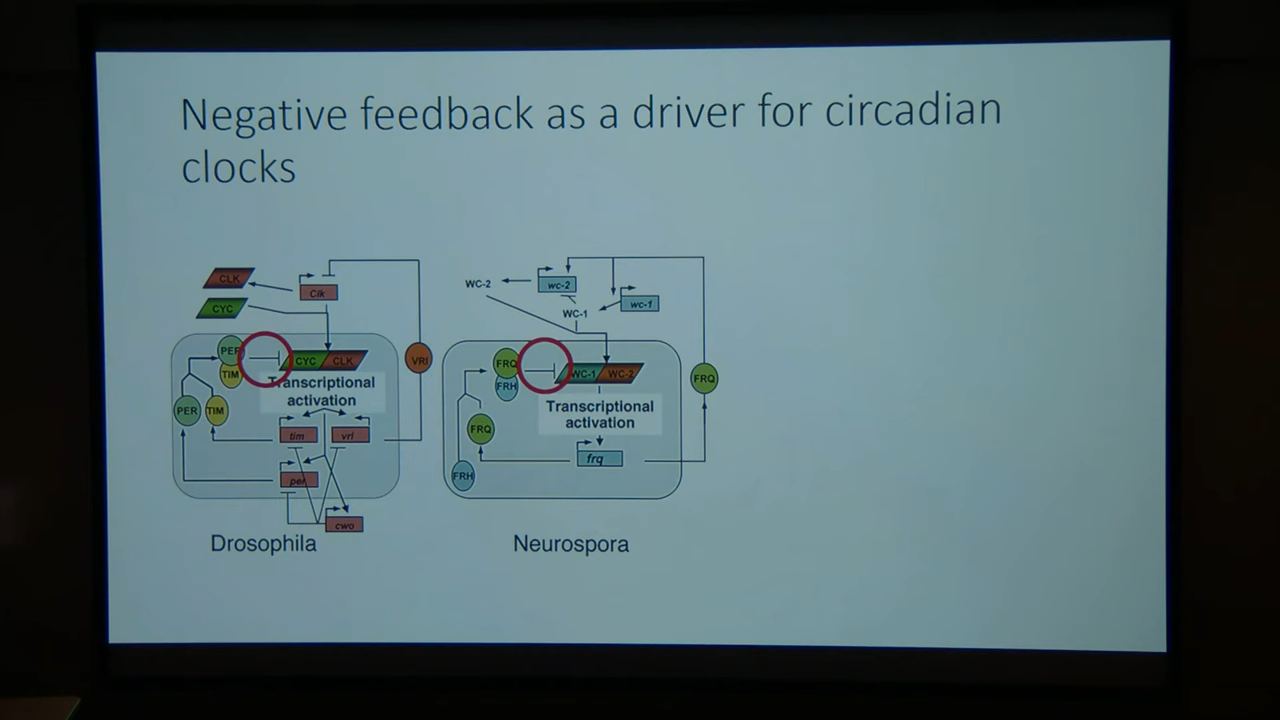 Negative feedback as a driver for circadian
clocks
CLK
Clk
CYC
PER
TIM
CYC
CLK
Transcriptional
activation
VRI
PER
TIM
tim
vri
per
cwo
Drosophila
WC-2
wc-2
wc-1
WC-1
FRQ
FRH
WC-1
WC-2
FRQ
Transcriptional
activation
FRQ
frq
FRH
Neurospora